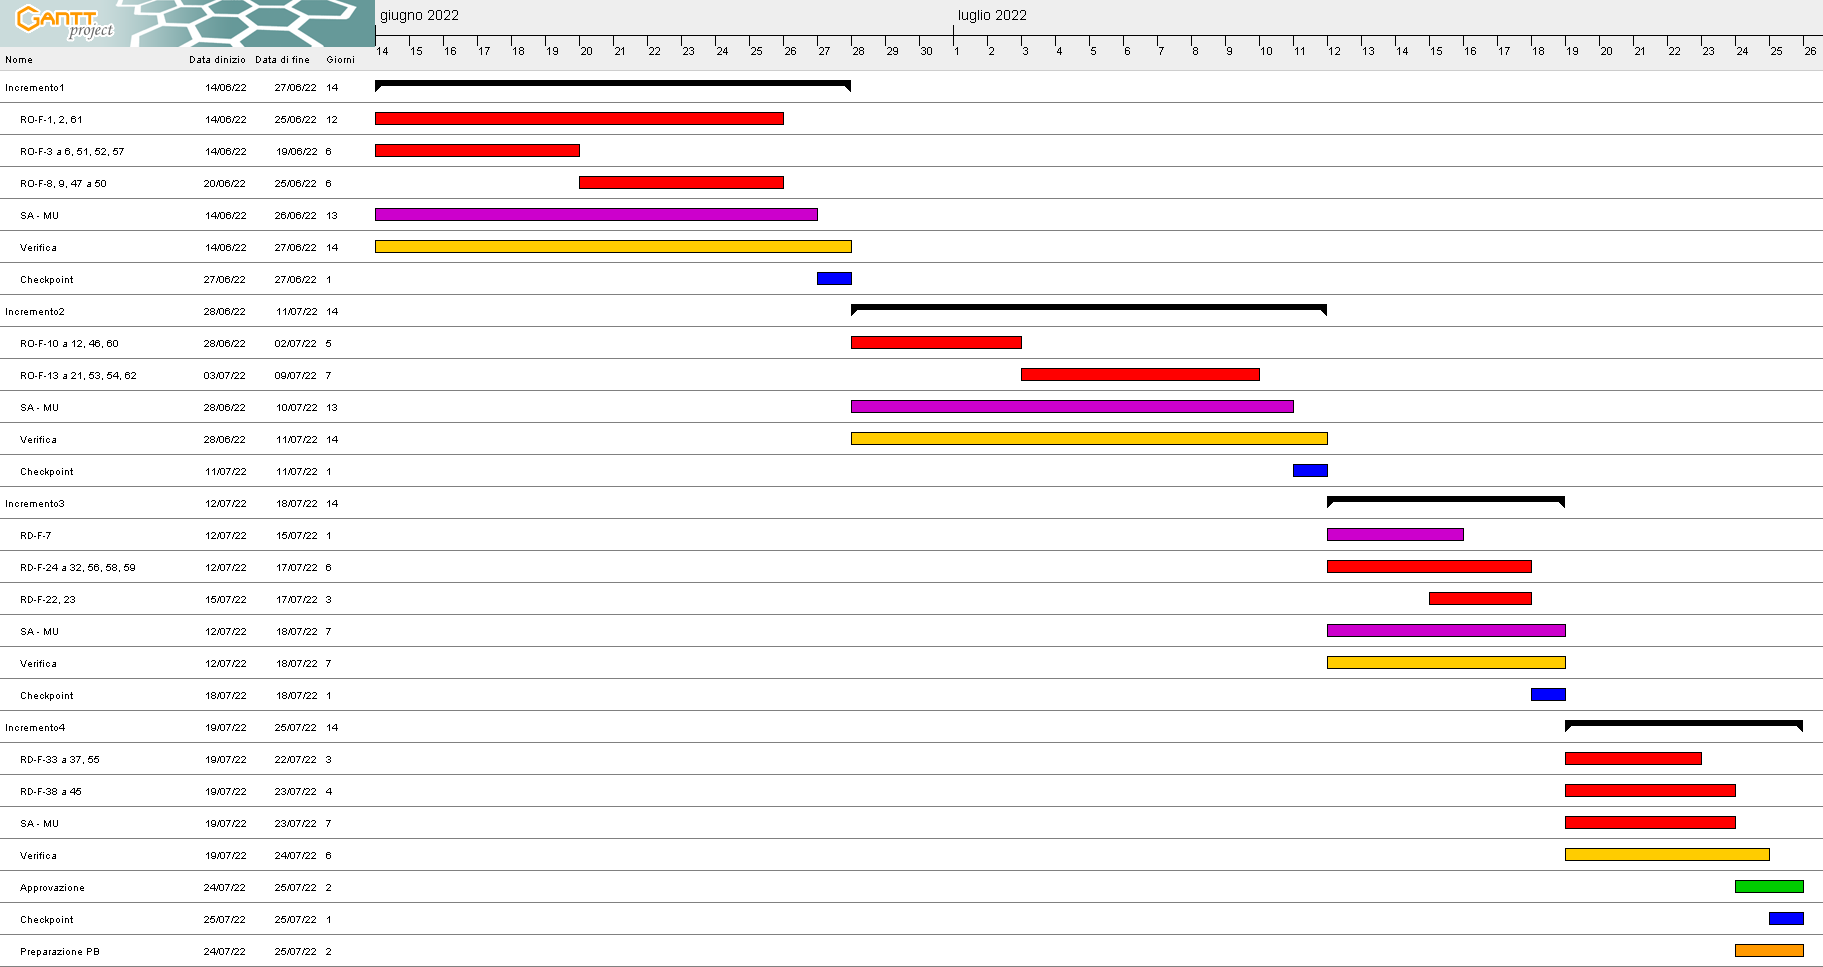 GANTT
project
giugno 2022 luglio 2022
14 15 16 17 18 19 20 21 22 23 24 25 26 27 28 29 30 1 2 3 4 5 6 7 8 9 10 11 12 13 14 15 16 17 18 19 20 21 22 23 24 25 26
Nome Data dinizio Data di fine Giorni
Incremento1 14/06/22 27/06/22 14
RO-F-1, 2, 61 14/06/22 25/06/22 12
RO-F-3 a 6, 51, 52, 57 14/06/22 19/06/22 6
RO-F-8, 9, 47 a 50 20/06/22 25/06/22 6
SA - MU 14/06/22 26/06/22 13
Verifica 14/06/22 27/06/22 14
Checkpoint 27/06/22 27/06/22 1
Incremento2 28/06/22 11/07/22 14
RO-F-10 a 12, 46, 60 28/06/22 02/07/22 5
RO-F-13 a 21, 53, 54, 62 03/07/22 09/07/22 7
SA - MU 28/06/22 10/07/22 13
Verifica 28/06/22 11/07/22 14
Checkpoint 11/07/22 11/07/22 1
Incremento3 12/07/22 18/07/22 14
RD-F-7 12/07/22 15/07/22 1
RD-F-24 a 32, 56, 58, 59 12/07/22 17/07/22 6
RD-F-22, 23 15/07/22 17/07/22 3
SA - MU 12/07/22 18/07/22 7
Verifica 12/07/22 18/07/22 7
Checkpoint 18/07/22 18/07/22 1
Incremento4 19/07/22 25/07/22 14
RD-F-33 a 37, 55 19/07/22 22/07/22 3
RD-F-38 a 45 19/07/22 23/07/22 4
SA - MU 19/07/22 23/07/22 7
Verifica 19/07/22 24/07/22 6
Approvazione 24/07/22 25/07/22 2
Checkpoint 25/07/22 25/07/22 1
Preparazione PB 24/07/22 25/07/22 2